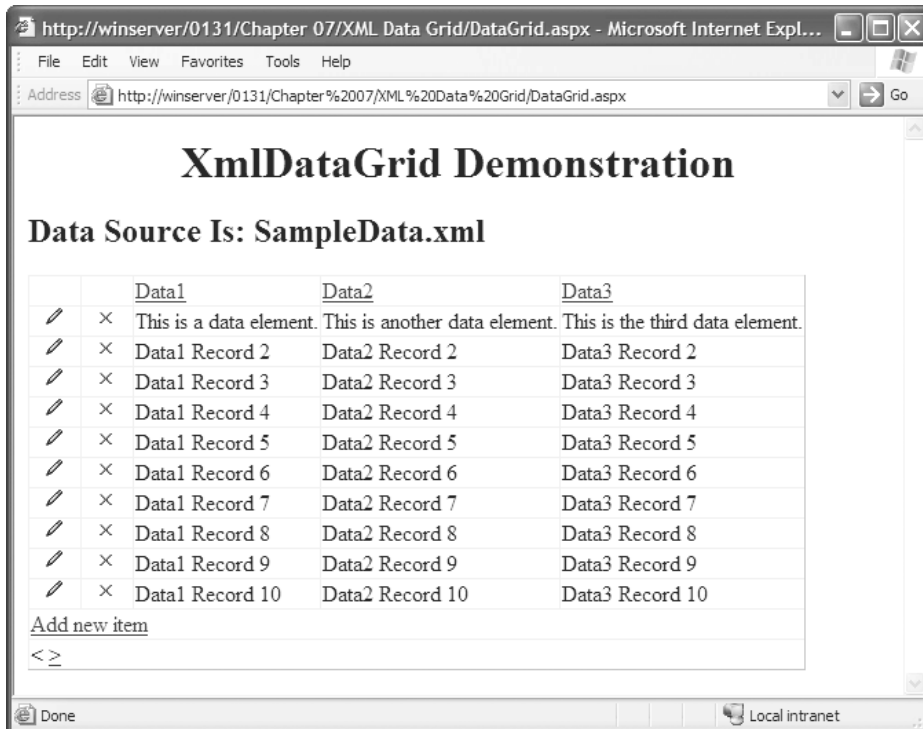 http://winserver/0131/Chapter 07/XML Data Grid/DataGrid.aspx - Microsoft Internet Expl...
File Edit View Favorites Tools Help
Address http://winserver/0131/Chapter%2007/XML%20Data%20Grid/DataGrid.aspx Go
XmlDataGrid Demonstration
Data Source Is: SampleData.xml
Data1 Data2 Data3
This is a data element. This is another data element. This is the third data element.
Data1 Record 2 Data2 Record 2 Data3 Record 2
Data1 Record 3 Data2 Record 3 Data3 Record 3
Data1 Record 4 Data2 Record 4 Data3 Record 4
Data1 Record 5 Data2 Record 5 Data3 Record 5
Data1 Record 6 Data2 Record 6 Data3 Record 6
Data1 Record 7 Data2 Record 7 Data3 Record 7
Data1 Record 8 Data2 Record 8 Data3 Record 8
Data1 Record 9 Data2 Record 9 Data3 Record 9
Data1 Record 10 Data2 Record 10 Data3 Record 10
Add new item
< >
Done Local intranet